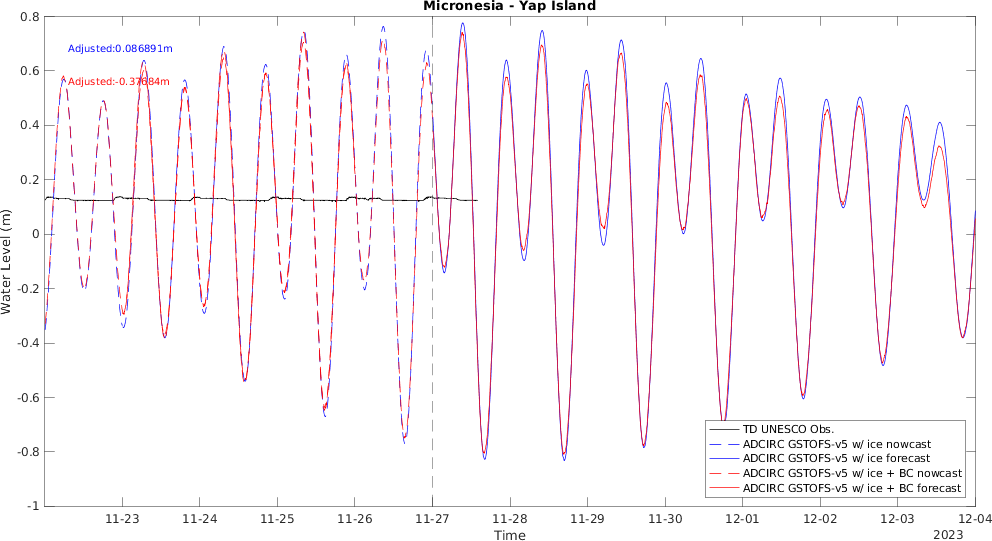 Micronesia - Yap Island
0.8
Adjusted:0.086891m
0.6
Adjusted:-0.37684m
0.4
0.2
0
-0.2
-0.4
-0.6
-0.8
-1
Water Level (m)
TD UNESCO Obs.
ADCIRC GSTOFS-v5 w/ ice nowcast
ADCIRC GSTOFS-v5 w/ ice forecast
ADCIRC GSTOFS-v5 w/ ice + BC nowcast
ADCIRC GSTOFS-v5 w/ ice + BC forecast
11-23 11-24 11-25 11-26 11-27 11-28 11-29 11-30 12-01 12-02 12-03 12-04
Time
2023